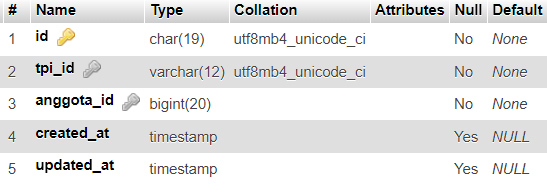 # Name Type Collation Attributes Null Default
1 id char(19) utf8mb4_unicode_ci No None
2 tpi_id varchar(12) utf8mb4_unicode_ci No None
3 anggota_id bigint(20) No None
4 created_at timestamp Yes NULL
5 updated_at timestamp Yes NULL